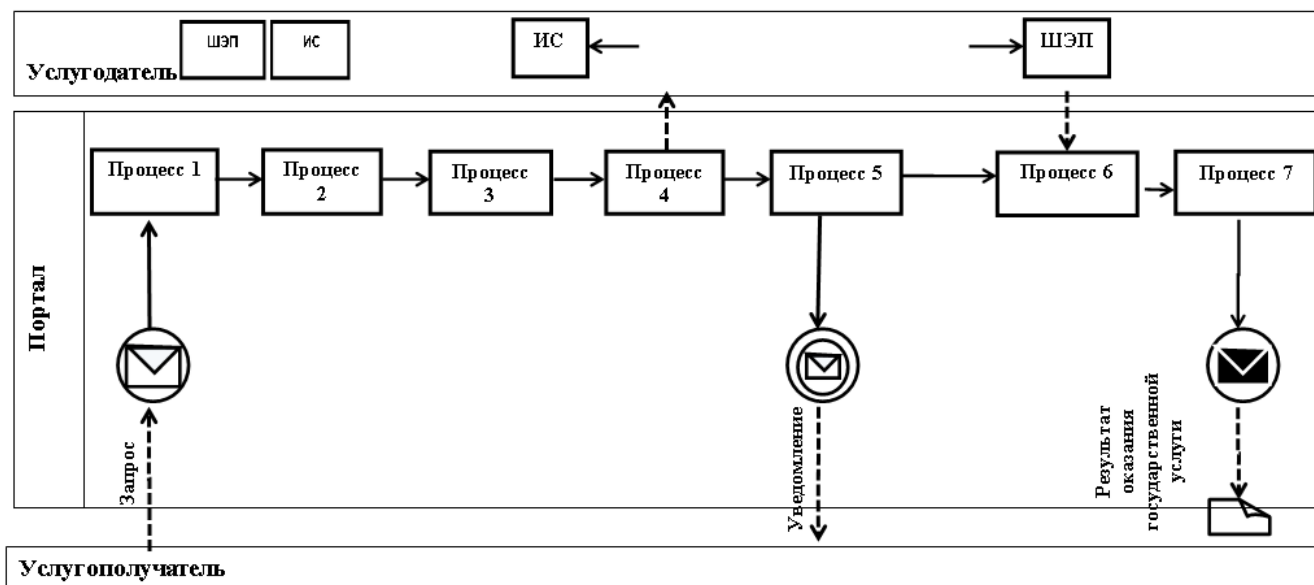 ШЭП
ИС
ИС
ШЭП
Услугодатель
Портал
Процесс 1
Процесс
2
Процесс
3
Процесс
4
Процесс 5
Процесс 6
Процесс 7
Запрос
Уведомление
Результат
оказания
государственной
услуги
Услугополучатель